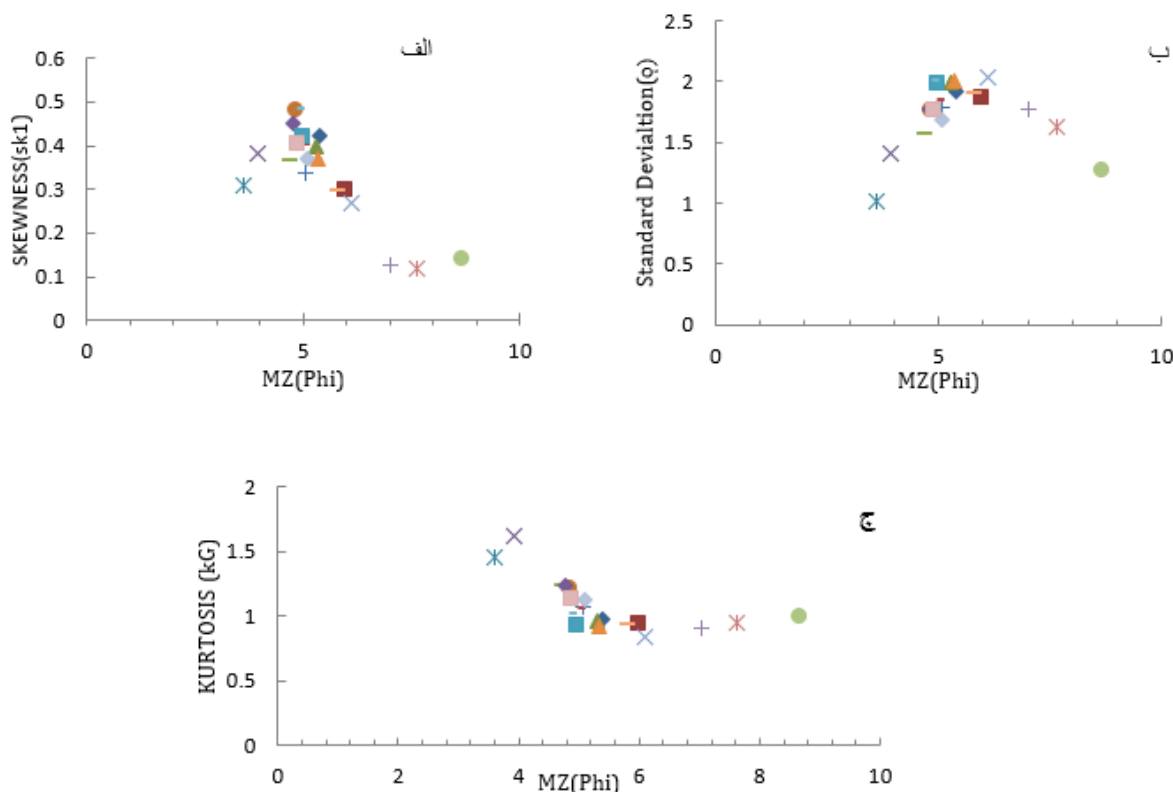 الف
SKEWNESS(sk1)
0.6
0.5
0.4
0.3
0.2
0.1
0
0 5 10
MZ(Phi)
ب
Standard Devialtion(ϙ)
2.5
2
1.5
1
0.5
0
0 5 10
MZ(Phi)
ج
KURTOSIS (kG)
2
1.5
1
0.5
0
0 2 4 6 8 10
MZ(Phi)